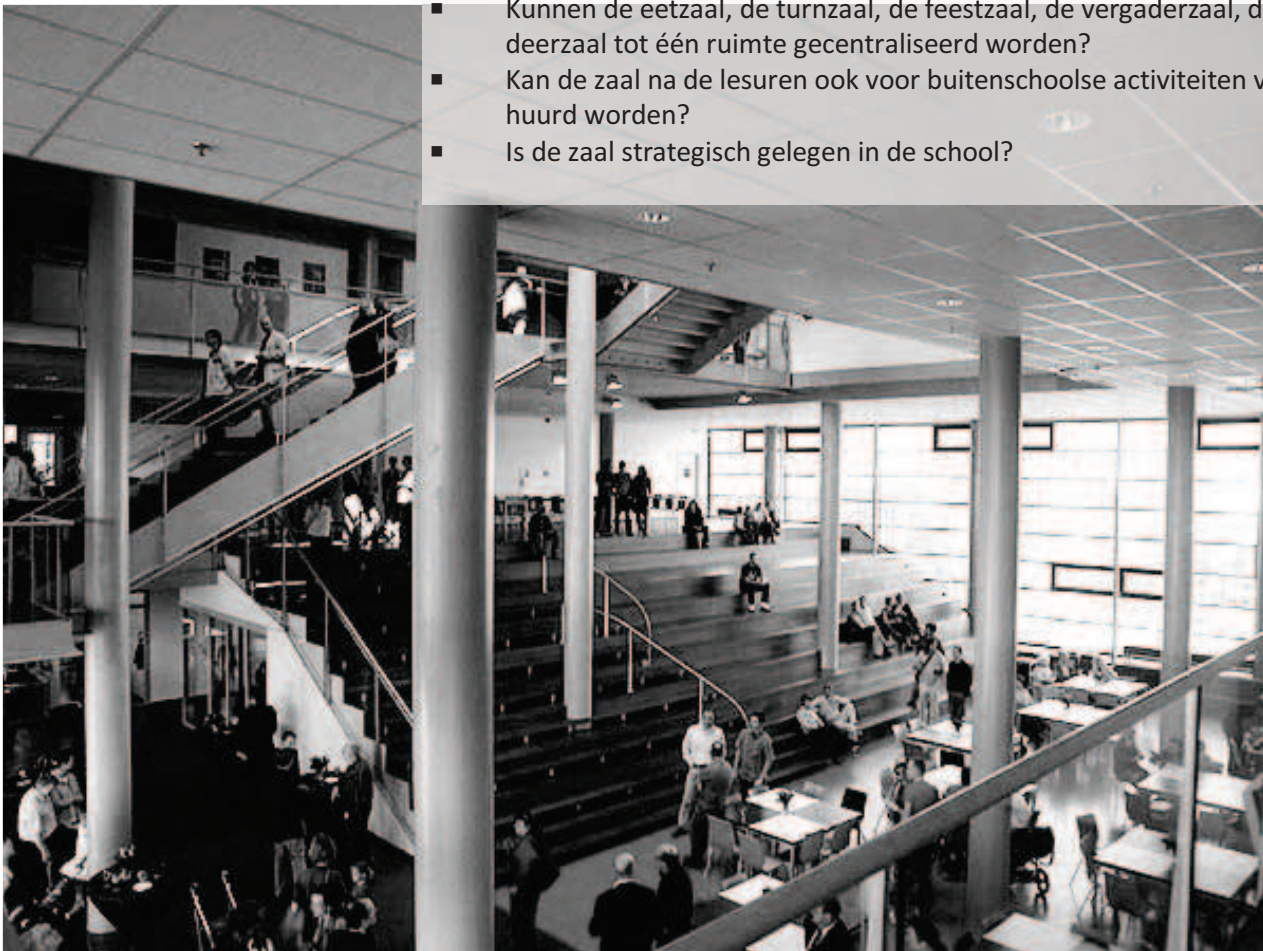 ▪ Kunnen de eetzaal, de turnzaal, de feestzaal, de vergaderzaal, d
deerzaal tot één ruimte gecentraliseerd worden?
▪ Kan de zaal na de lesuren ook voor buitenschoolse activiteiten v
huurd worden?
▪ Is de zaal strategisch gelegen in de school?